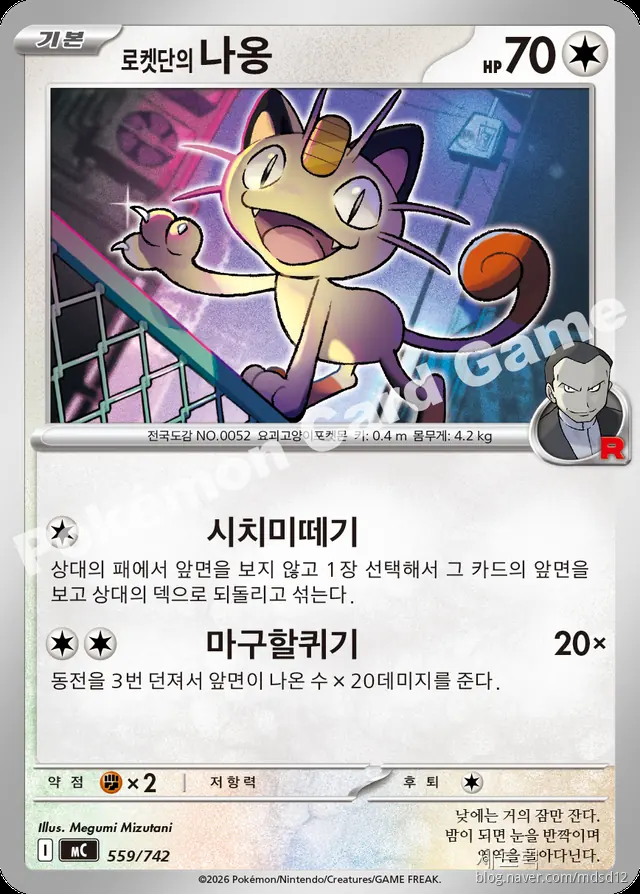 기본
로켓단의 나옹
HP 70
전국도감 NO.0052 요괴고양이포켓몬 키: 0.4 m 몸무게: 4.2 kg
R
Pokémon Card Game
시치미떼기
상대의 패에서 앞면을 보지 않고 1장 선택해서 그 카드의 앞면을
보고 상대의 덱으로 되돌리고 섞는다.
마구할퀴기 20×
동전을 3번 던져서 앞면이 나온 수×20데미지를 준다.
약점 ×2 저항력 후퇴
낮에는 거의 잠만 잔다.
밤이 되면 눈을 반짝이며
돌아다닌다.
Illus. Megumi Mizutani
I MC 559/742
©2026 Pokémon/Nintendo/Creatures/GAME FREAK.
blog.naver.com/mdsd12